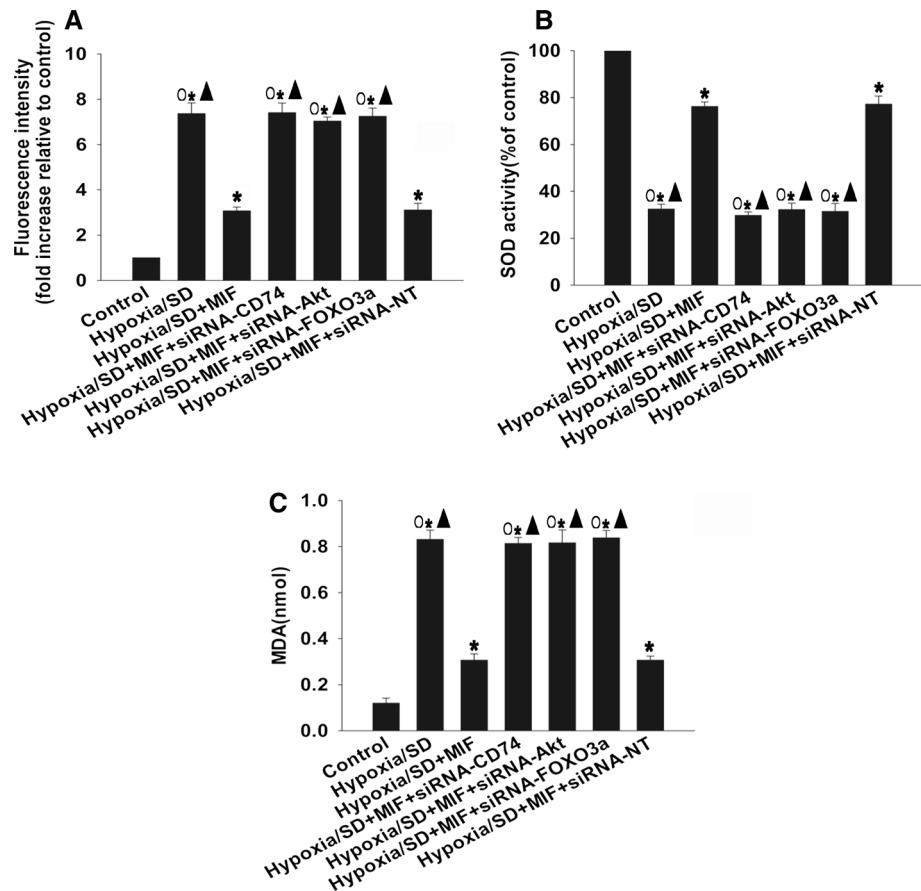 A
Fluorescence intensity
(fold increase relative to control)
10
8
6
4
2
0
O*▲
*
O*▲
O*▲
O*▲
*
Control
Hypoxia/SD
Hypoxia/SD+MIF
Hypoxia/SD+MIF+siRNA-CD74
Hypoxia/SD+MIF+siRNA-Akt
Hypoxia/SD+MIF+siRNA-FOXO3a
Hypoxia/SD+MIF+siRNA-NT
B
SOD activity(%of control)
100
80
60
40
20
0
O*▲
*
O*▲
O*▲
O*▲
*
Control
Hypoxia/SD
Hypoxia/SD+MIF
Hypoxia/SD+MIF+siRNA-CD74
Hypoxia/SD+MIF+siRNA-Akt
Hypoxia/SD+MIF+siRNA-FOXO3a
Hypoxia/SD+MIF+siRNA-NT
C
MDA(nmol)
1.0
0.8
0.6
0.4
0.2
0.0
O*▲
*
O*▲
O*▲
O*▲
*
Control
Hypoxia/SD
Hypoxia/SD+MIF
Hypoxia/SD+MIF+siRNA-CD74
Hypoxia/SD+MIF+siRNA-Akt
Hypoxia/SD+MIF+siRNA-FOXO3a
Hypoxia/SD+MIF+siRNA-NT